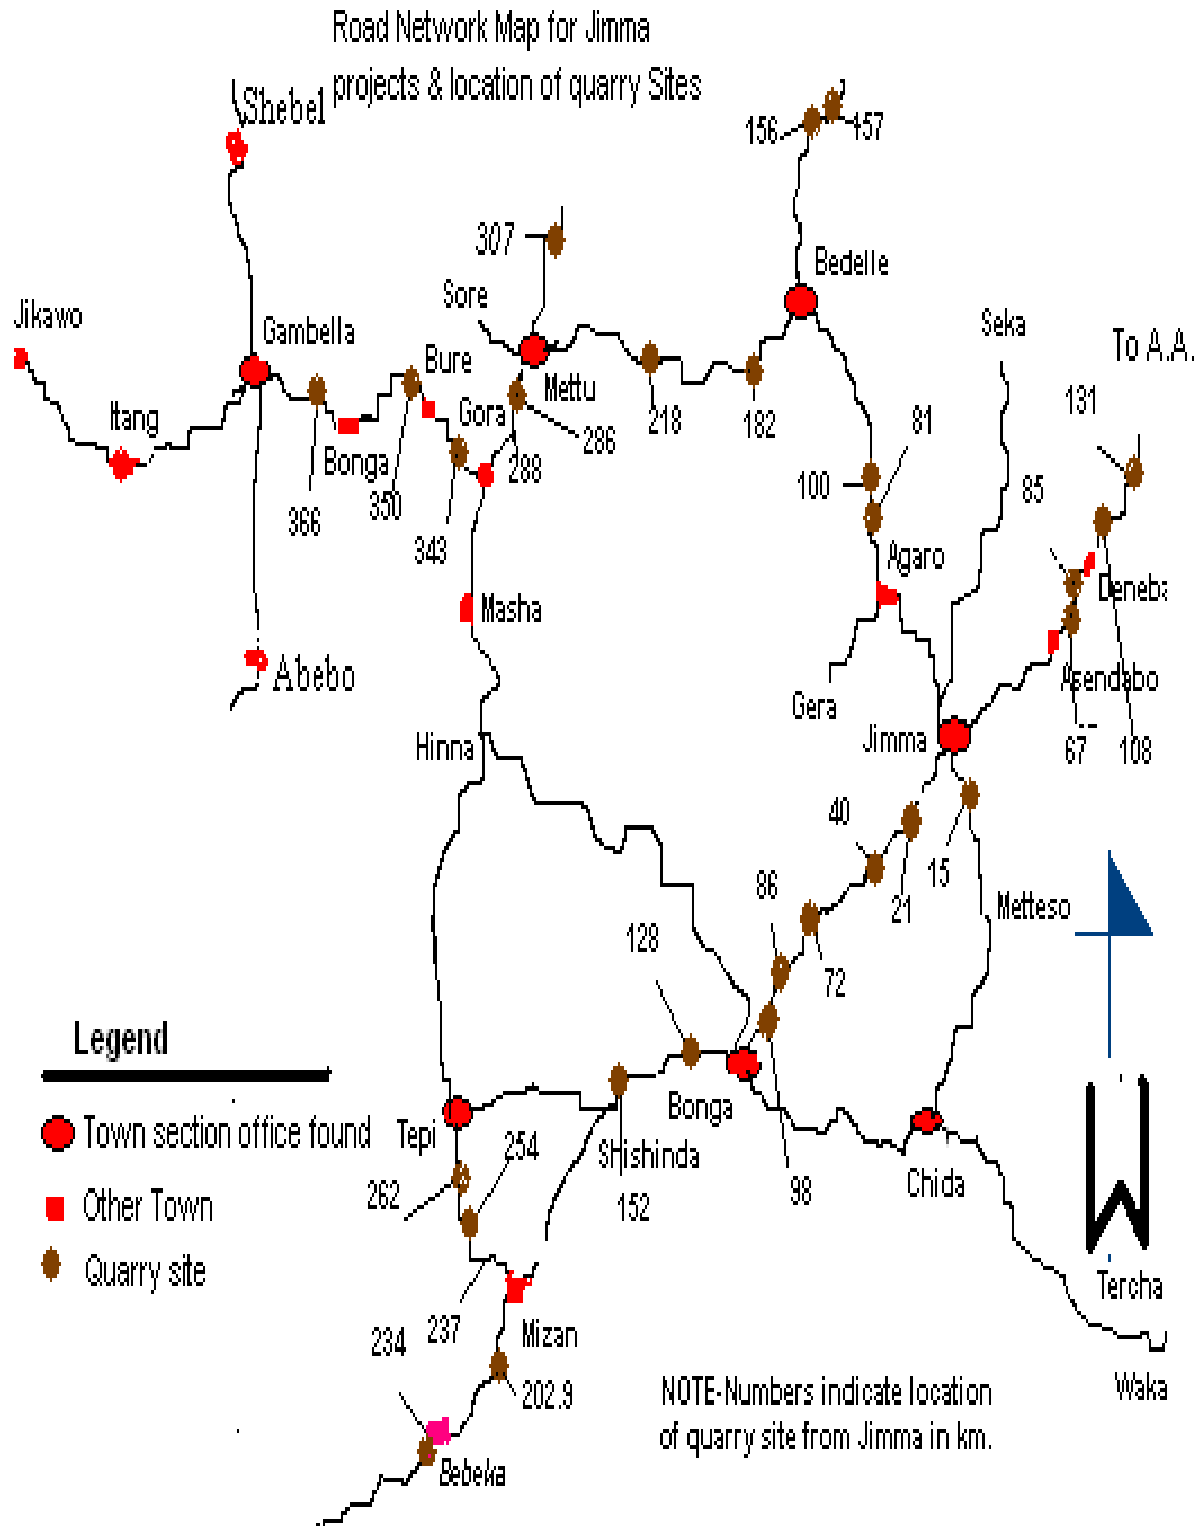 Road Network Map for Jimma
projects & location of quarry Sites
Shebel
156
157
307
Bedelle
Sore
Jikawo
Gambella
Seka
To A.A.
Bure
Mettu
Itang
Gora
131
218
182
81
286
Bonga
288
100
85
350
366
343
Agaro
Deneba
Masha
Abebo
Asendabo
Gera
Hinna
Jimma
67
108
40
15
86
21
Metteso
128
72
Legend
Town section office found
Tepi
Bonga
254
Shishinda
Chida
262
152
98
Other Town
Quarry site
Tercha
234
237
Mizan
202.9
NOTE-Numbers indicate location
of quarry site from Jimma in km.
Waka
Bebeka